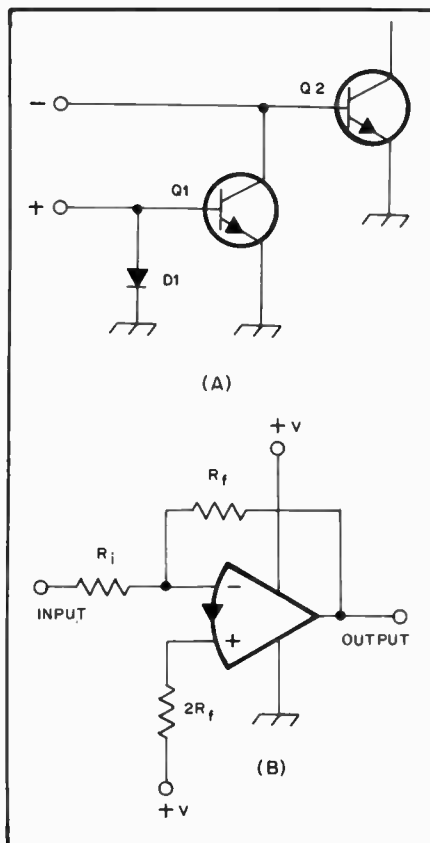 Q2
−
Q1
+
D1
(A)
+V
Rf
Ri
−
INPUT
+
OUTPUT
2Rf
(B)
+V